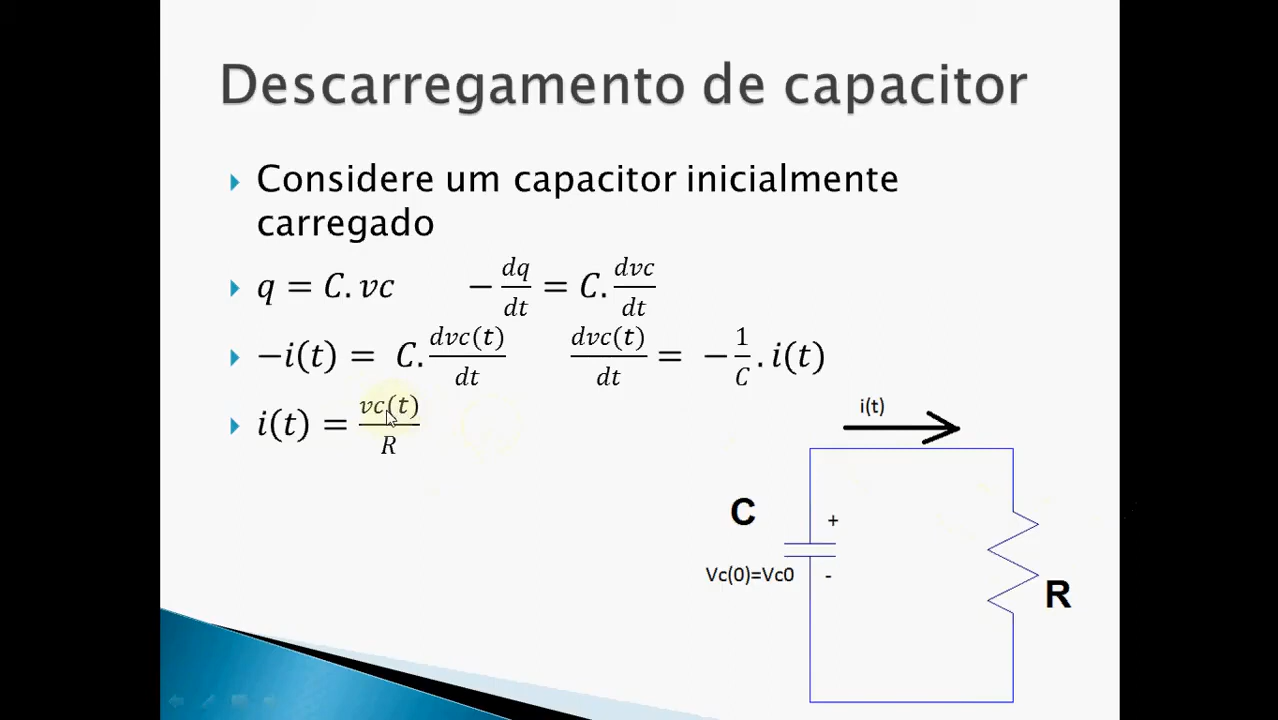 Descarregamento de capacitor
Considere um capacitor inicialmente
carregado
q = C. vc    − dq/dt = C. dvc/dt
−i(t) = C. dvc(t)/dt    dvc(t)/dt = − 1/C . i(t)
i(t) = vc(t)/R
i(t)
C
+
Vc(0)=Vc0
-
R